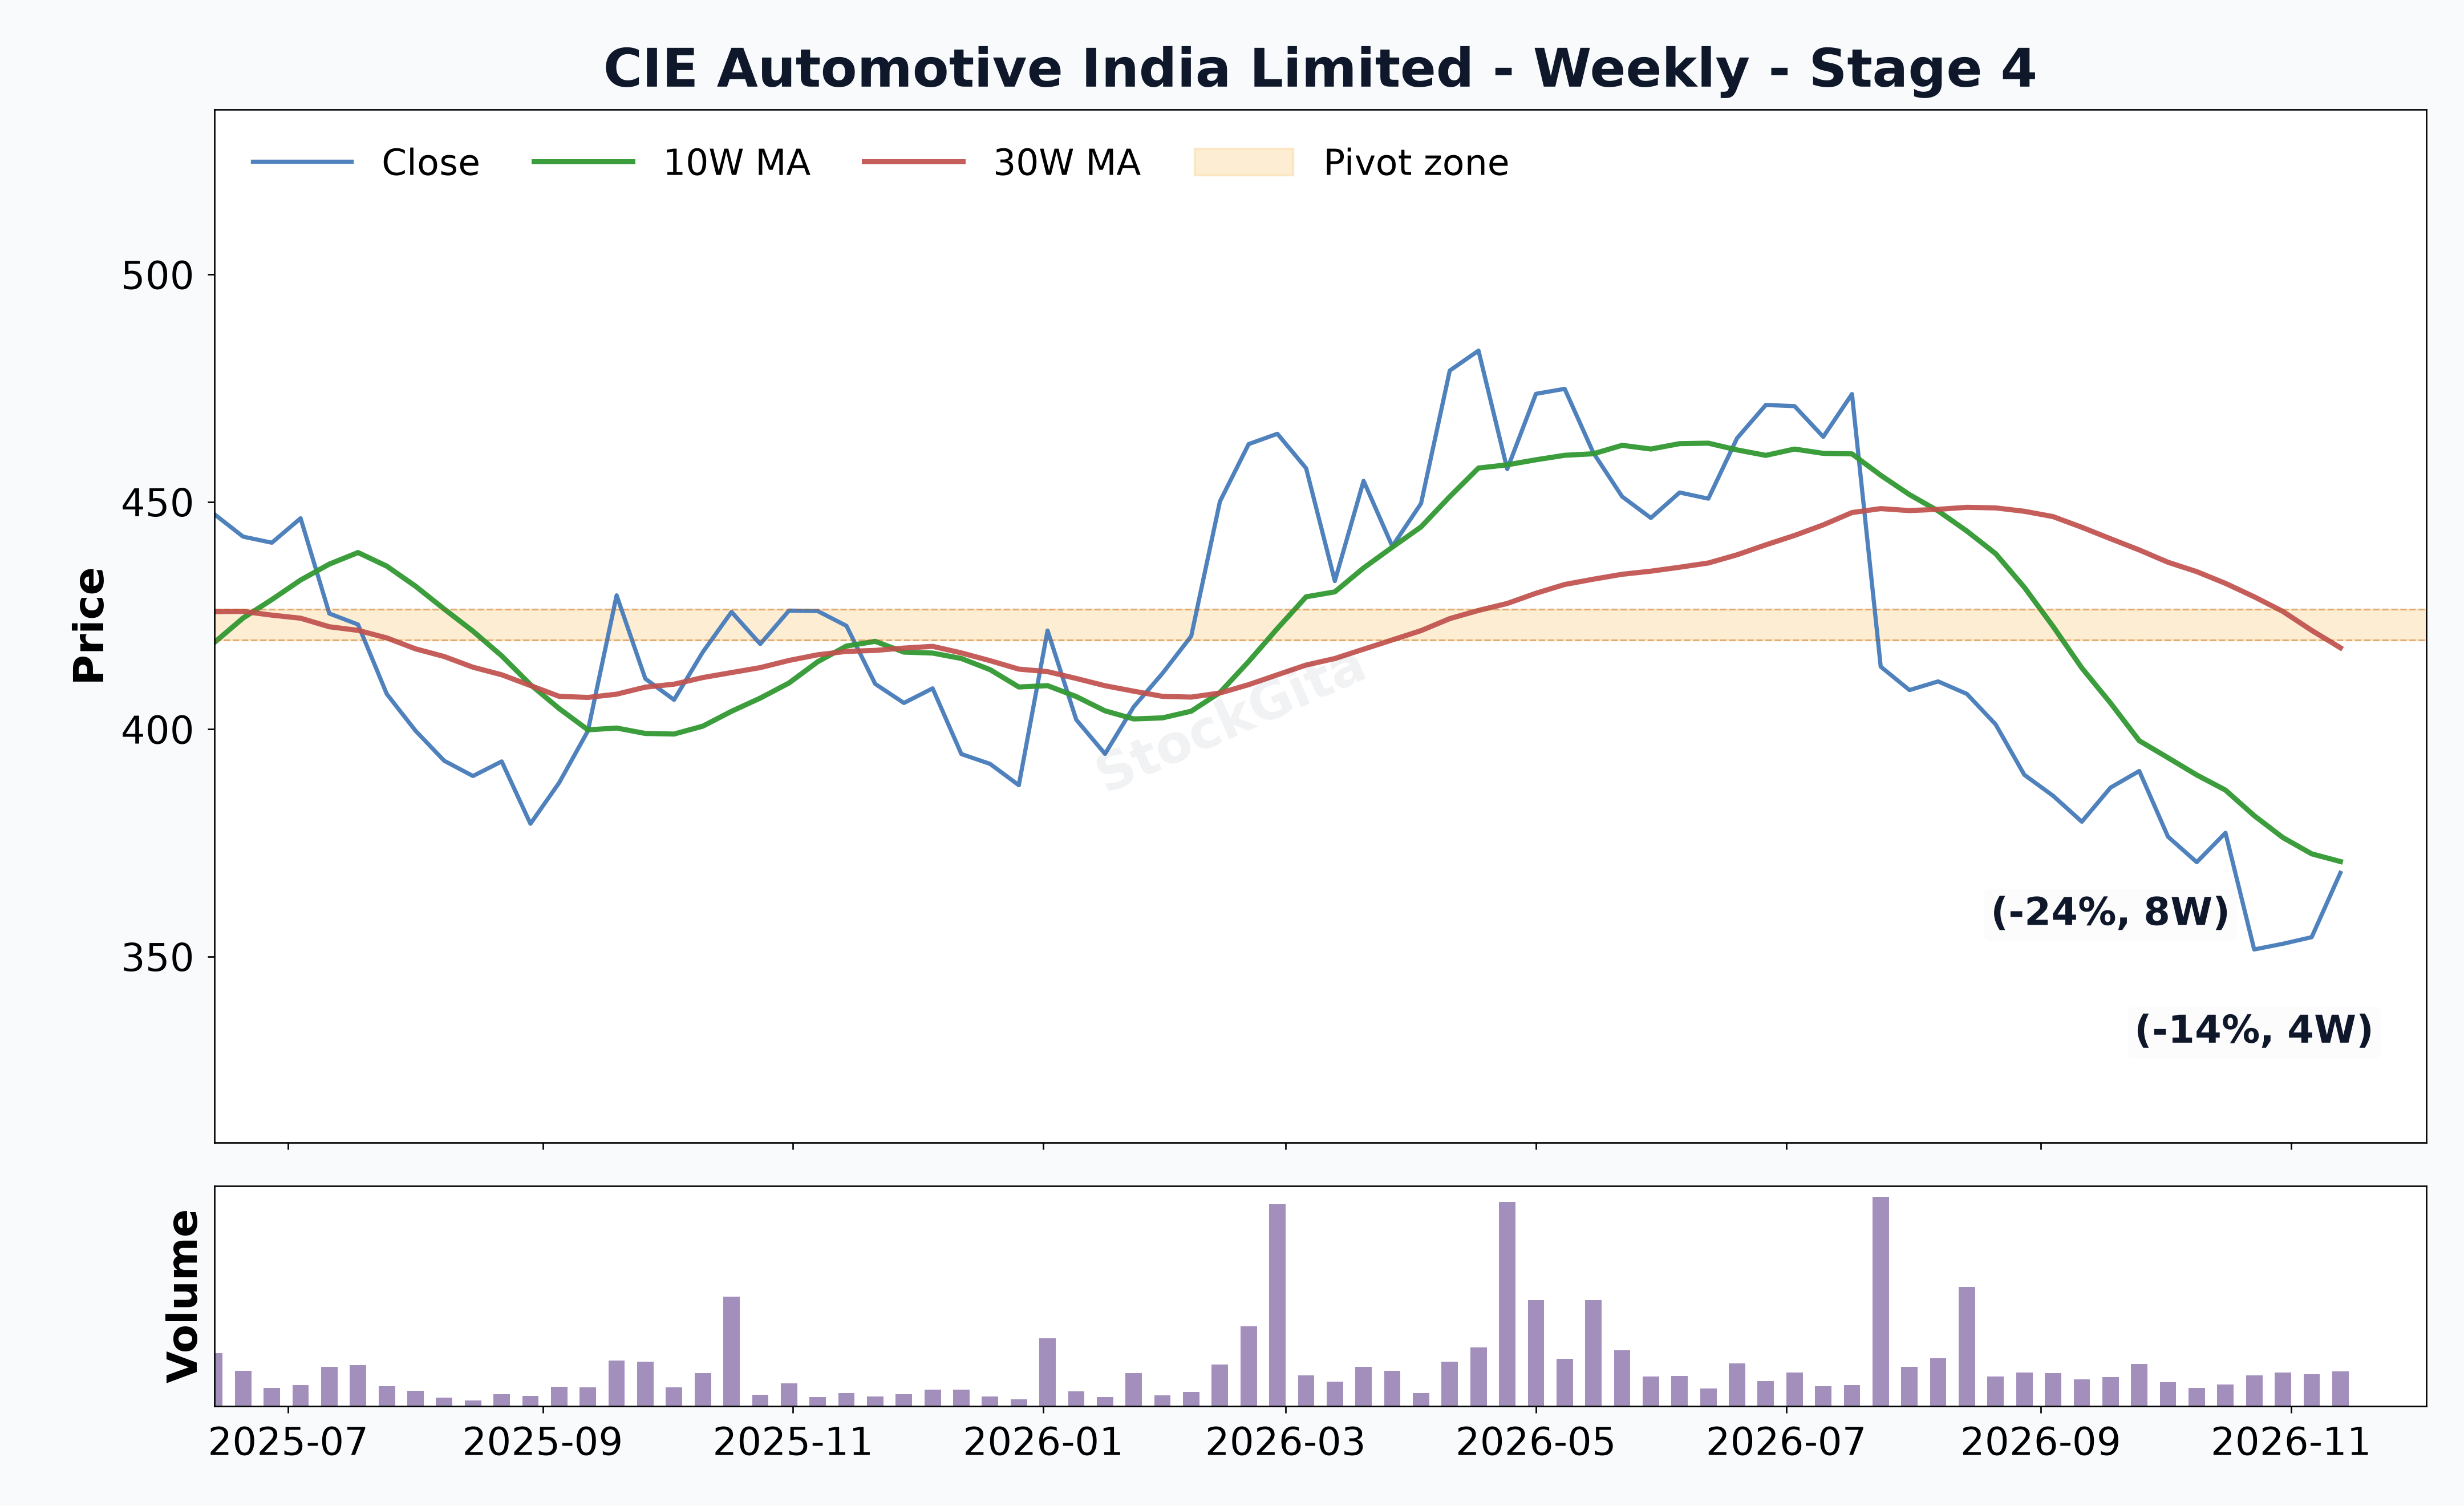 CIE Automotive India Limited - Weekly - Stage 4
Close 10W MA 30W MA Pivot zone
Price
500
450
400
350
StockGita
(-24%, 8W)
(-14%, 4W)
Volume
2025-07 2025-09 2025-11 2026-01 2026-03 2026-05 2026-07 2026-09 2026-11